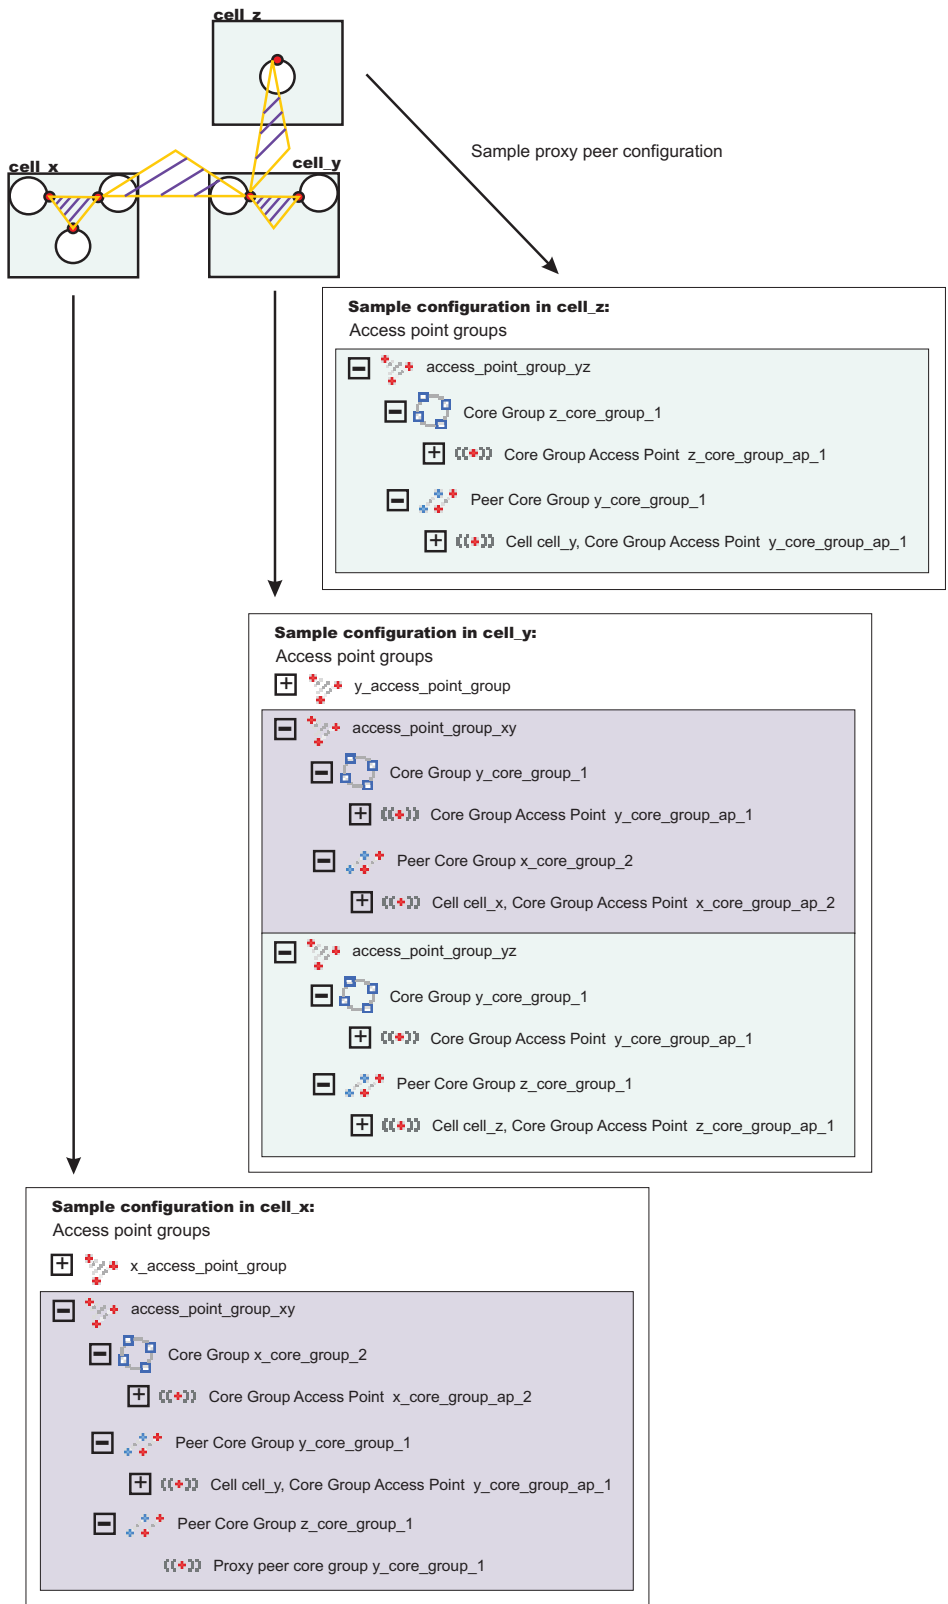 cell_z
cell_x
cell_y
Sample proxy peer configuration
Sample configuration in cell_z:
Access point groups
access_point_group_yz
Core Group z_core_group_1
Core Group Access Point z_core_group_ap_1
Peer Core Group y_core_group_1
Cell cell_y, Core Group Access Point y_core_group_ap_1
Sample configuration in cell_y:
Access point groups
y_access_point_group
access_point_group_xy
Core Group y_core_group_1
Core Group Access Point y_core_group_ap_1
Peer Core Group x_core_group_2
Cell cell_x, Core Group Access Point x_core_group_ap_2
access_point_group_yz
Core Group y_core_group_1
Core Group Access Point y_core_group_ap_1
Peer Core Group z_core_group_1
Cell cell_z, Core Group Access Point z_core_group_ap_1
Sample configuration in cell_x:
Access point groups
x_access_point_group
access_point_group_xy
Core Group x_core_group_2
Core Group Access Point x_core_group_ap_2
Peer Core Group y_core_group_1
Cell cell_y, Core Group Access Point y_core_group_ap_1
Peer Core Group z_core_group_1
Proxy peer core group y_core_group_1